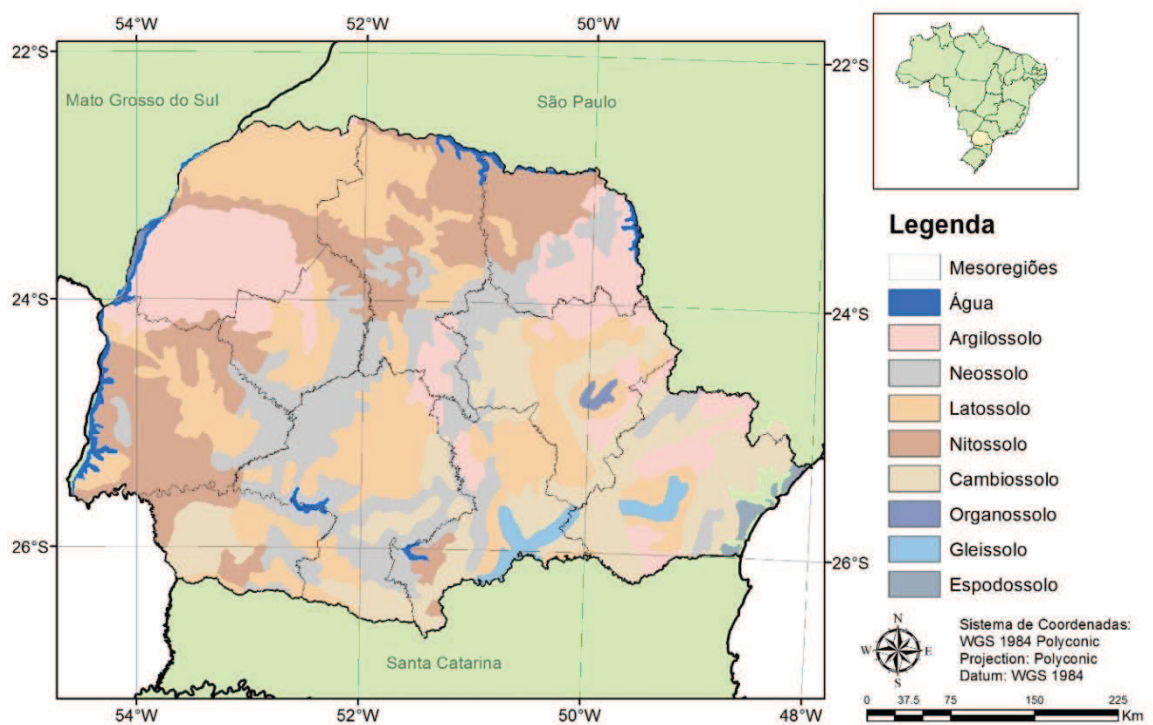 54°W 52°W 50°W
22°S
22°S
Mato Grosso do Sul
São Paulo
24°S
24°S
26°S
26°S
Santa Catarina
54°W 52°W 50°W 48°W
Legenda
Mesoregiões
Água
Argilossolo
Neossolo
Latossolo
Nitossolo
Cambiossolo
Organossolo
Gleissolo
Espodossolo
N
W E
S
Sistema de Coordenadas:
WGS 1984 Polyconic
Projection: Polyconic
Datum: WGS 1984
0 37.5 75 150 225
Km